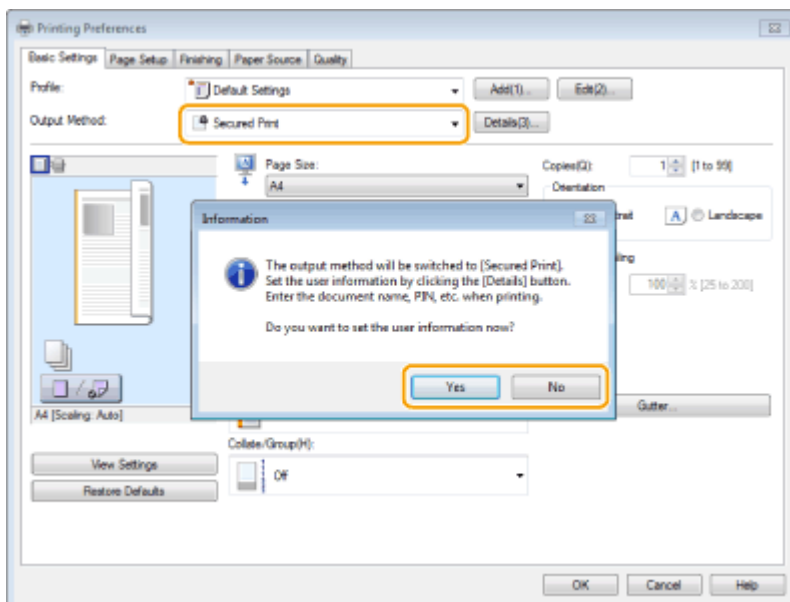 Printing Preferences
Basic Settings Page Setup Finishing Paper Source Quality
Profile: Default Settings Add(1)... Edit(2)...
Output Method: Secured Print Details(3)...
Page Size: Copies(Q): 1 [1 to 99]
A4 Orientation
A Landscape
Information
The output method will be switched to [Secured Print].
Set the user information by clicking the [Details] button.
Enter the document name, PIN, etc. when printing.
100 % [25 to 200]
Do you want to set the user information now?
Yes No
A4 [Scaling: Auto] Gutter...
Collate/Group(H):
View Settings Off
Restore Defaults
OK Cancel Help